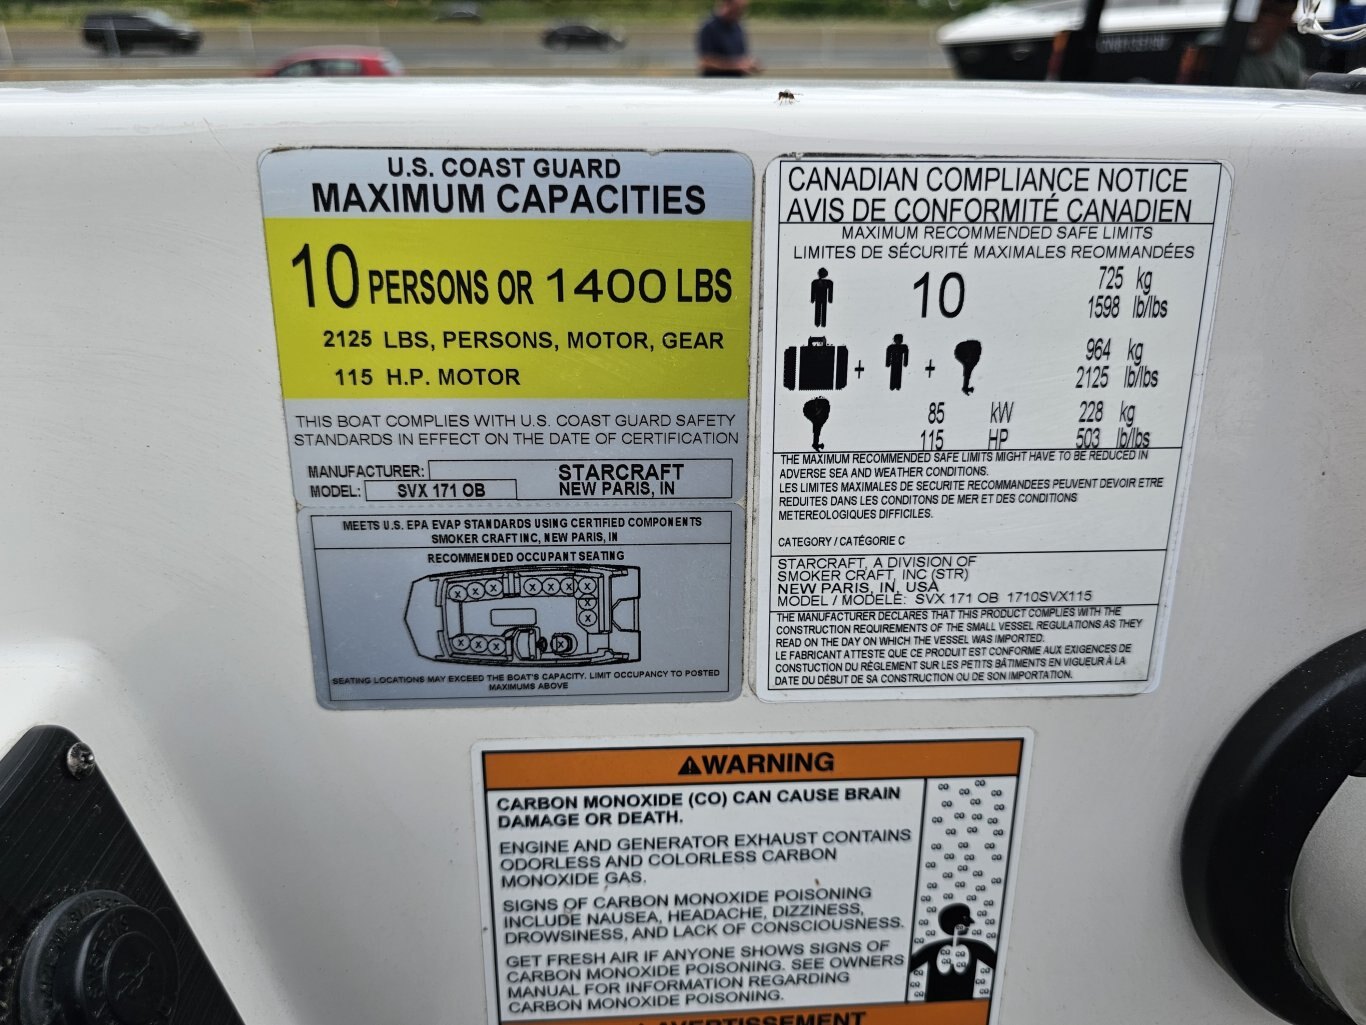 U.S. COAST GUARD
MAXIMUM CAPACITIES
10 PERSONS OR 1400 LBS
2125 LBS, PERSONS, MOTOR, GEAR
115 H.P. MOTOR
THIS BOAT COMPLIES WITH U.S. COAST GUARD SAFETY
STANDARDS IN EFFECT ON THE DATE OF CERTIFICATION
MANUFACTURER: STARCRAFT
MODEL: SVX 171 OB NEW PARIS, IN
MEETS U.S. EPA EVAP STANDARDS USING CERTIFIED COMPONENTS
SMOKER CRAFT INC, NEW PARIS, IN
RECOMMENDED OCCUPANT SEATING
SEATING LOCATIONS MAY EXCEED THE BOAT'S CAPACITY. LIMIT OCCUPANCY TO POSTED
MAXIMUMS ABOVE
CANADIAN COMPLIANCE NOTICE
AVIS DE CONFORMITÉ CANADIEN
MAXIMUM RECOMMENDED SAFE LIMITS
LIMITES DE SÉCURITÉ MAXIMALES REOMMANDÉES
10 725 kg
1598 lb/lbs
964 kg
+ + 2125 lb/lbs
85 kW 228 kg
115 HP 503 lb/lbs
THE MAXIMUM RECOMMENDED SAFE LIMITS MIGHT HAVE TO BE REDUCED IN
ADVERSE SEA AND WEATHER CONDITIONS.
LES LIMITES MAXIMALES DE SECURITE RECOMMANDEES PEUVENT DEVOIR ETRE
REDUITES DANS LES CONDITONS DE MER ET DES CONDITIONS
METEREOLOGIQUES DIFFICILES.
CATEGORY / CATÉGORIE C
STARCRAFT, A DIVISION OF
SMOKER CRAFT, INC (STR)
NEW PARIS, IN, USA
MODEL / MODÈLE: SVX 171 OB 1710SVX115
THE MANUFACTURER DECLARES THAT THIS PRODUCT COMPLIES WITH THE
CONSTRUCTION REQUIREMENTS OF THE SMALL VESSEL REGULATIONS AS THEY
READ ON THE DAY ON WHICH THE VESSEL WAS IMPORTED.
LE FABRICANT ATTESTE QUE CE PRODUIT EST CONFORME AUX EXIGENCES DE
CONSTUCTION DU RÈGLEMENT SUR LES PETITS BÂTIMENTS EN VIGUEUR À LA
DATE DU DÉBUT DE SA CONSTRUCTION OU DE SON IMPORTATION.
WARNING
CARBON MONOXIDE (CO) CAN CAUSE BRAIN
DAMAGE OR DEATH.
ENGINE AND GENERATOR EXHAUST CONTAINS
ODORLESS AND COLORLESS CARBON
MONOXIDE GAS.
SIGNS OF CARBON MONOXIDE POISONING
INCLUDE NAUSEA, HEADACHE, DIZZINESS,
DROWSINESS, AND LACK OF CONSCIOUSNESS.
GET FRESH AIR IF ANYONE SHOWS SIGNS OF
CARBON MONOXIDE POISONING. SEE OWNERS
MANUAL FOR INFORMATION REGARDING
CARBON MONOXIDE POISONING.
AVERTISSEMENT